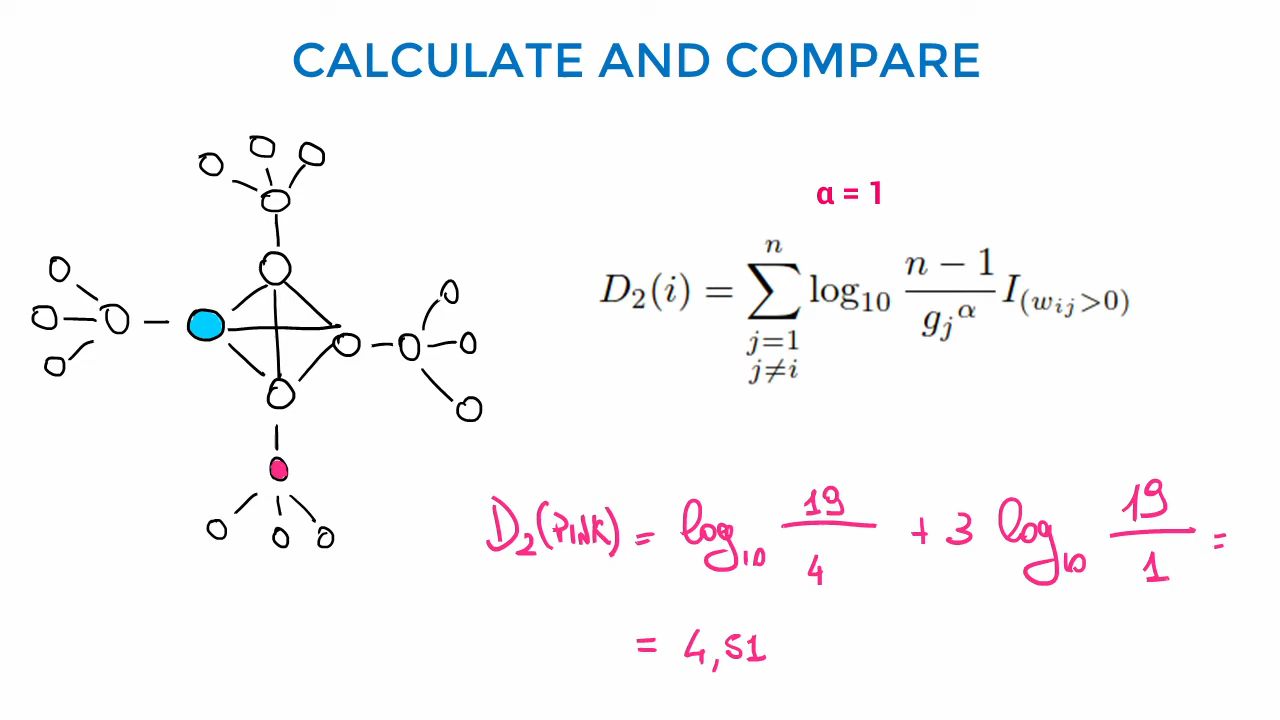 CALCULATE AND COMPARE
α = 1
D₂(i) = ∑ⁿ_{j=1, j≠i} log₁₀ (n − 1)/(g_j^α) I_(w_ij>0)
D₂(PINK) = log₁₀ 19/4 + 3 log₁₀ 19/1 =
= 4,51